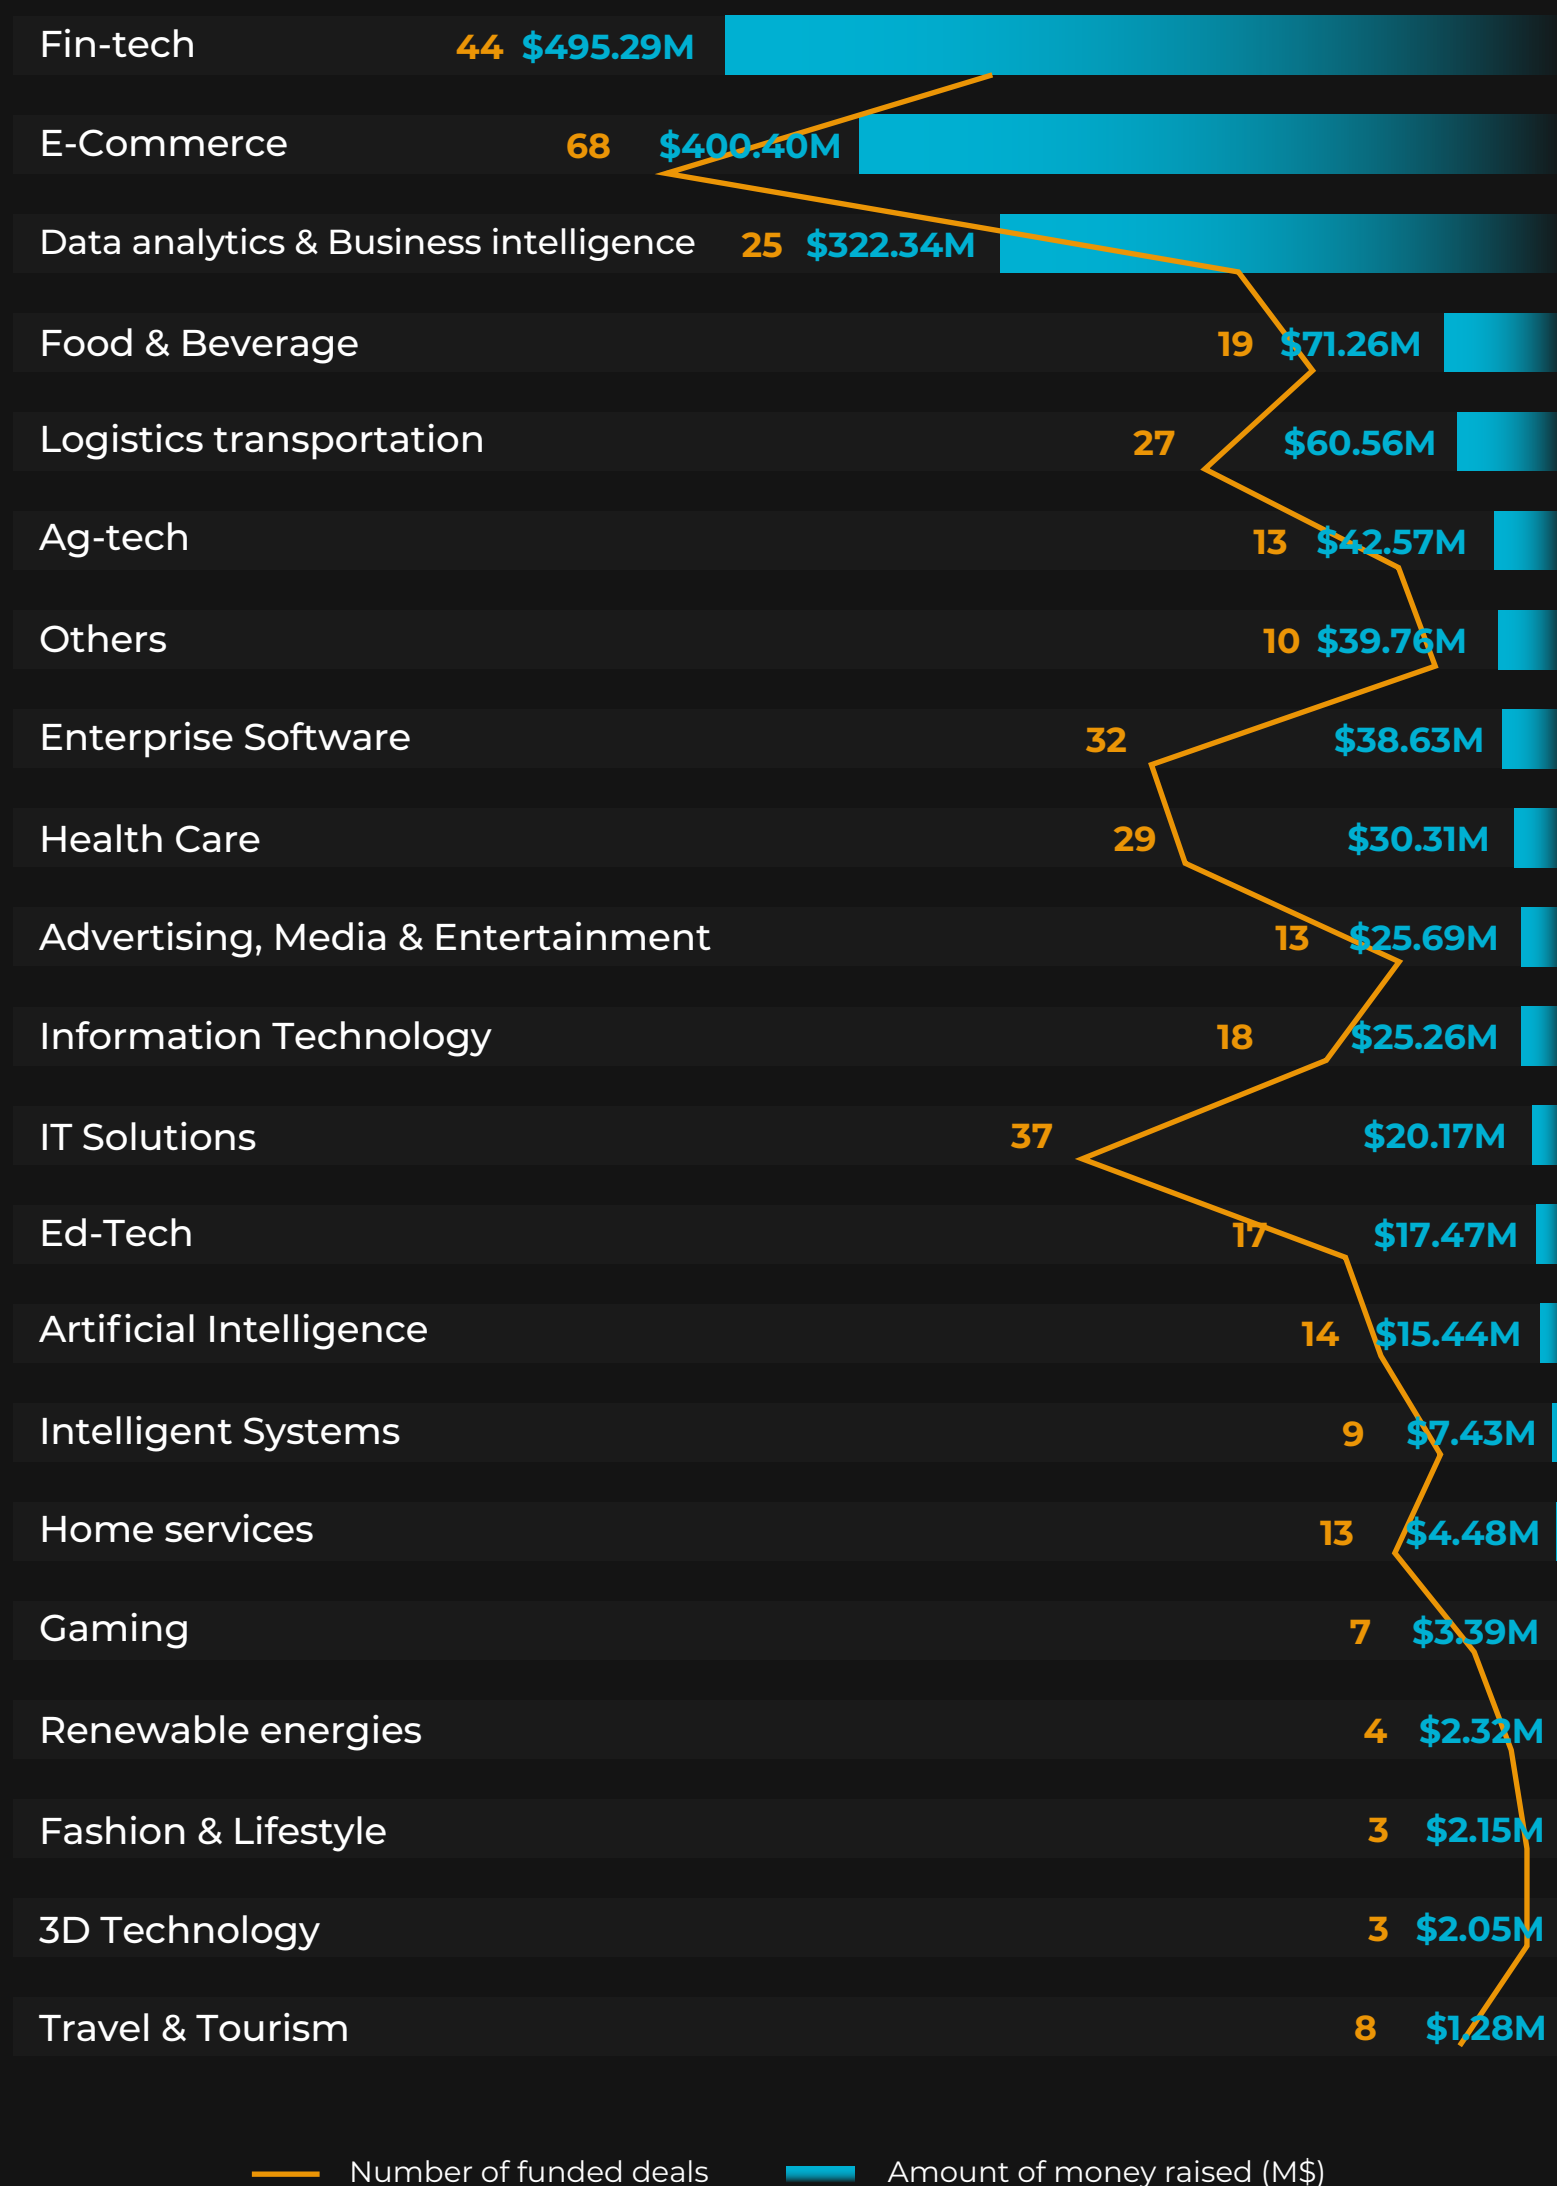 Fin-tech 44 $495.29M
E-Commerce 68 $400.40M
Data analytics & Business intelligence 25 $322.34M
Food & Beverage 19 $71.26M
Logistics transportation 27 $60.56M
Ag-tech 13 $42.57M
Others 10 $39.76M
Enterprise Software 32 $38.63M
Health Care 29 $30.31M
Advertising, Media & Entertainment 13 $25.69M
Information Technology 18 $25.26M
IT Solutions 37 $20.17M
Ed-Tech 17 $17.47M
Artificial Intelligence 14 $15.44M
Intelligent Systems 9 $7.43M
Home services 13 $4.48M
Gaming 7 $3.39M
Renewable energies 4 $2.32M
Fashion & Lifestyle 3 $2.15M
3D Technology 3 $2.05M
Travel & Tourism 8 $1.28M
Number of funded deals Amount of money raised (M$)